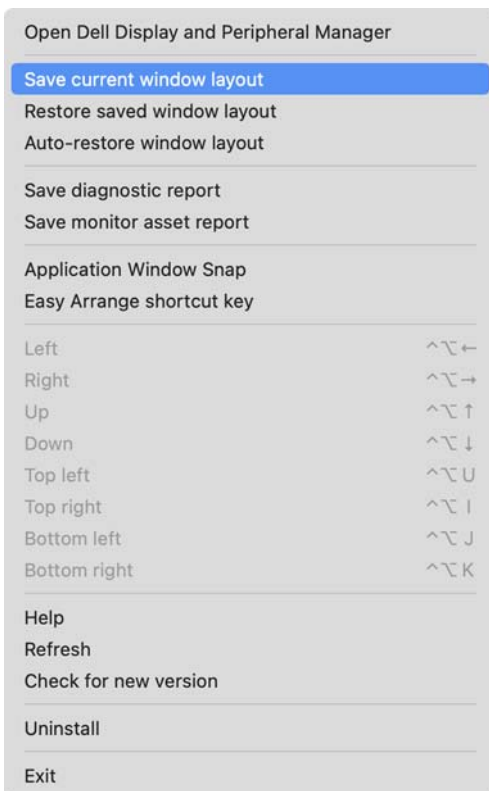 Open Dell Display and Peripheral Manager
Save current window layout
Restore saved window layout
Auto-restore window layout
Save diagnostic report
Save monitor asset report
Application Window Snap
Easy Arrange shortcut key
Left ^⌥←
Right ^⌥→
Up ^⌥↑
Down ^⌥↓
Top left ^⌥U
Top right ^⌥I
Bottom left ^⌥J
Bottom right ^⌥K
Help
Refresh
Check for new version
Uninstall
Exit